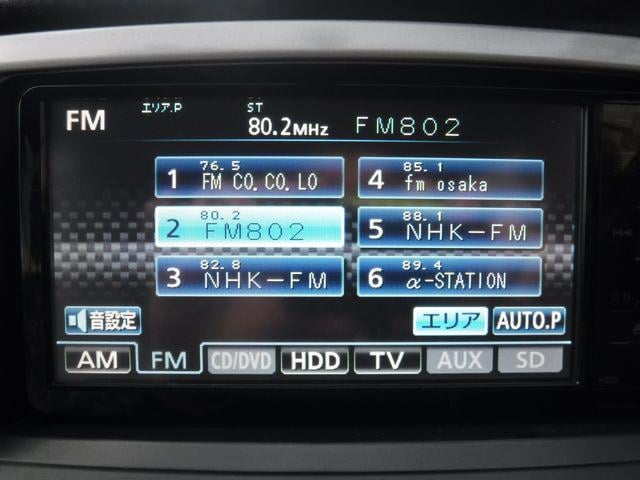 FM エリア.P ST 80.2MHz FM802
1 76.5 FM CO.CO.LO
4 85.1 fm osaka
2 80.2 FM802
5 88.1 NHK-FM
3 82.8 NHK-FM
6 89.4 α-STATION
音設定 エリア AUTO.P
AM FM CD/DVD HDD TV AUX SD